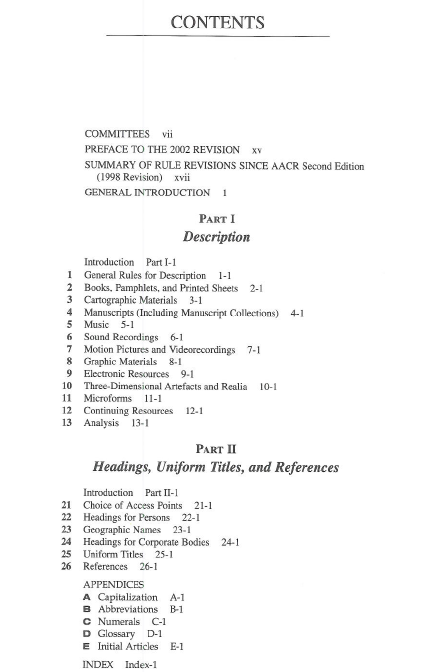 CONTENTS
COMMITTEES vii
PREFACE TO THE 2002 REVISION xv
SUMMARY OF RULE REVISIONS SINCE AACR Second Edition
(1998 Revision) xvii
GENERAL INTRODUCTION 1
PART I
Description
Introduction Part I-1
1 General Rules for Description 1-1
2 Books, Pamphlets, and Printed Sheets 2-1
3 Cartographic Materials 3-1
4 Manuscripts (Including Manuscript Collections) 4-1
5 Music 5-1
6 Sound Recordings 6-1
7 Motion Pictures and Videorecordings 7-1
8 Graphic Materials 8-1
9 Electronic Resources 9-1
10 Three-Dimensional Artefacts and Realia 10-1
11 Microforms 11-1
12 Continuing Resources 12-1
13 Analysis 13-1
PART II
Headings, Uniform Titles, and References
Introduction Part II-1
21 Choice of Access Points 21-1
22 Headings for Persons 22-1
23 Geographic Names 23-1
24 Headings for Corporate Bodies 24-1
25 Uniform Titles 25-1
26 References 26-1
APPENDICES
A Capitalization A-1
B Abbreviations B-1
C Numerals C-1
D Glossary D-1
E Initial Articles E-1
INDEX Index-1